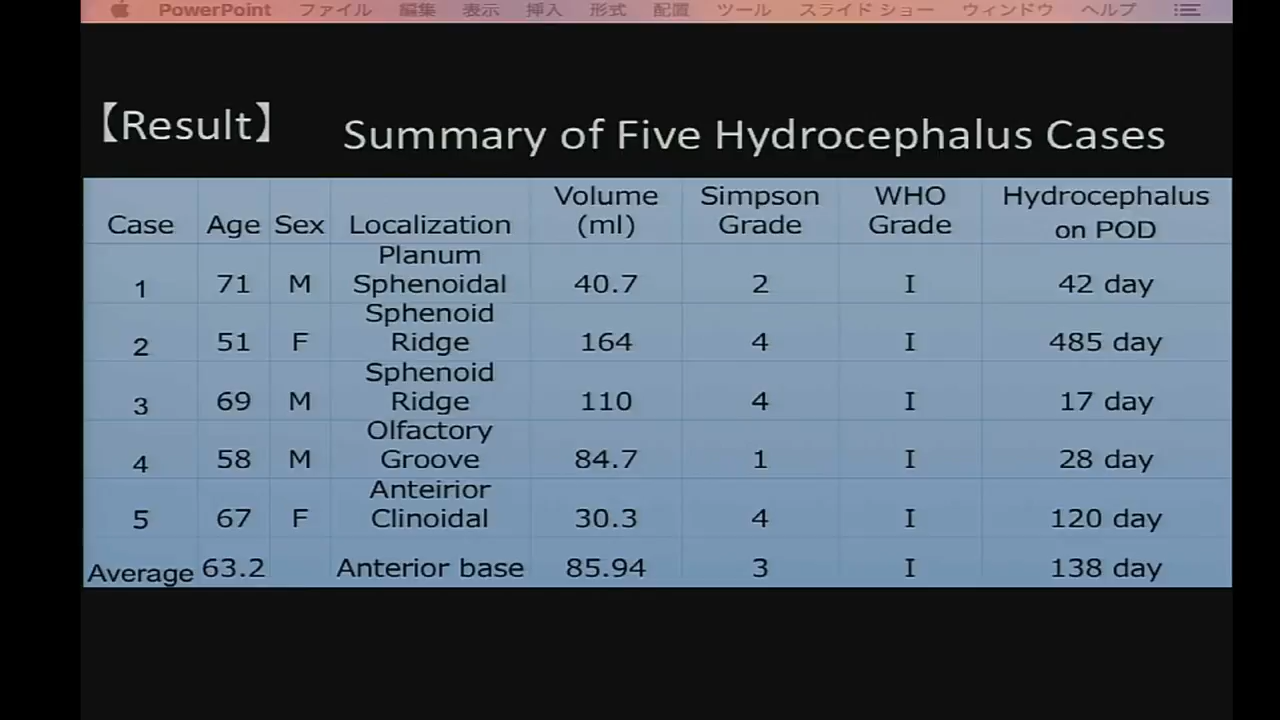 PowerPoint ファイル 編集 表示 挿入 形式 配置 ツール スライド ショー ウィンドウ ヘルプ
【Result】 Summary of Five Hydrocephalus Cases
Case Age Sex Localization Volume (ml) Simpson Grade WHO Grade Hydrocephalus on POD
1 71 M Planum Sphenoidal 40.7 2 I 42 day
2 51 F Sphenoid Ridge 164 4 I 485 day
3 69 M Sphenoid Ridge 110 4 I 17 day
4 58 M Olfactory Groove 84.7 1 I 28 day
5 67 F Anteirior Clinoidal 30.3 4 I 120 day
Average 63.2 Anterior base 85.94 3 I 138 day